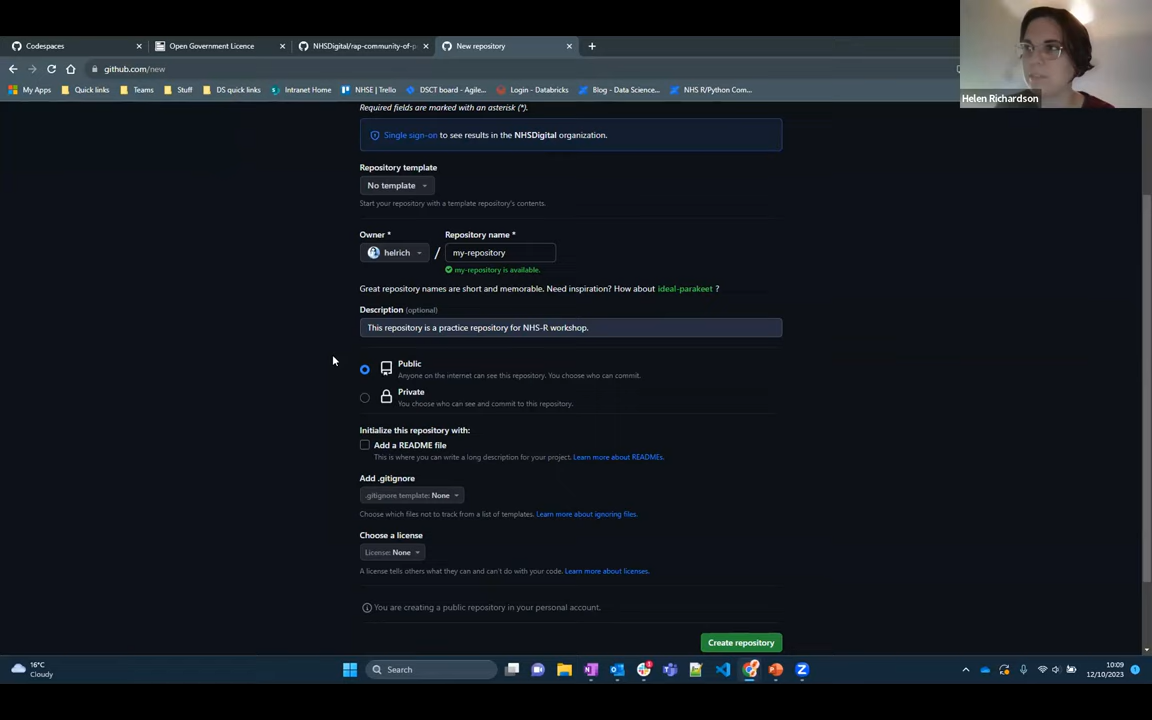 Codespaces
Open Government Licence
NHSDigital/rap-community-of-p
New repository
github.com/new
My Apps
Quick links
Teams
Stuff
DS quick links
Intranet Home
NHSE | Trello
DSCT board - Agile...
Login - Databricks
Blog - Data Science...
NHS R/Python Com...
Helen Richardson
Required fields are marked with an asterisk (*).
Single sign-on to see results in the NHSDigital organization.
Repository template
No template
Start your repository with a template repository's contents.
Owner *
Repository name *
helrich
/
my-repository
my-repository is available.
Great repository names are short and memorable. Need inspiration? How about ideal-parakeet ?
Description (optional)
This repository is a practice repository for NHS-R workshop.
Public
Anyone on the internet can see this repository. You choose who can commit.
Private
You choose who can see and commit to this repository.
Initialize this repository with:
Add a README file
This is where you can write a long description for your project. Learn more about READMEs.
Add .gitignore
.gitignore template: None
Choose which files not to track from a list of templates. Learn more about ignoring files.
Choose a license
License: None
A license tells others what they can and can't do with your code. Learn more about licenses.
You are creating a public repository in your personal account.
Create repository
16°C
Cloudy
Search
10:09
12/10/2023